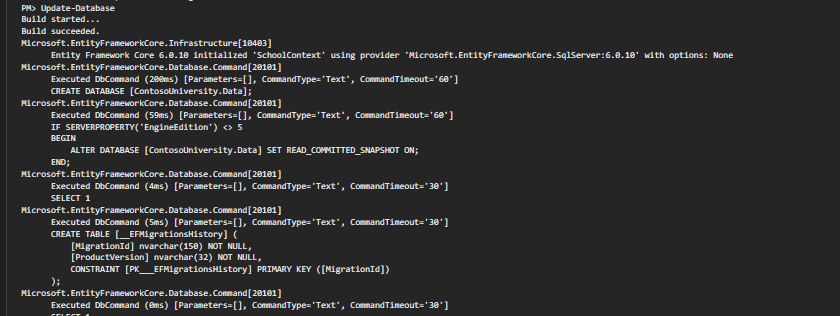 PM> Update-Database
Build started...
Build succeeded.
Microsoft.EntityFrameworkCore.Infrastructure[10403]
Entity Framework Core 6.0.10 initialized 'SchoolContext' using provider 'Microsoft.EntityFrameworkCore.SqlServer:6.0.10' with options: None
Microsoft.EntityFrameworkCore.Database.Command[20101]
Executed DbCommand (200ms) [Parameters=[], CommandType='Text', CommandTimeout='60']
CREATE DATABASE [ContosoUniversity.Data];
Microsoft.EntityFrameworkCore.Database.Command[20101]
Executed DbCommand (59ms) [Parameters=[], CommandType='Text', CommandTimeout='60']
IF SERVERPROPERTY('EngineEdition') <> 5
BEGIN
ALTER DATABASE [ContosoUniversity.Data] SET READ_COMMITTED_SNAPSHOT ON;
END;
Microsoft.EntityFrameworkCore.Database.Command[20101]
Executed DbCommand (4ms) [Parameters=[], CommandType='Text', CommandTimeout='30']
SELECT 1
Microsoft.EntityFrameworkCore.Database.Command[20101]
Executed DbCommand (5ms) [Parameters=[], CommandType='Text', CommandTimeout='30']
CREATE TABLE [__EFMigrationsHistory] (
[MigrationId] nvarchar(150) NOT NULL,
[ProductVersion] nvarchar(32) NOT NULL,
CONSTRAINT [PK___EFMigrationsHistory] PRIMARY KEY ([MigrationId])
);
Microsoft.EntityFrameworkCore.Database.Command[20101]
Executed DbCommand (0ms) [Parameters=[], CommandType='Text', CommandTimeout='30']
SELECT 1